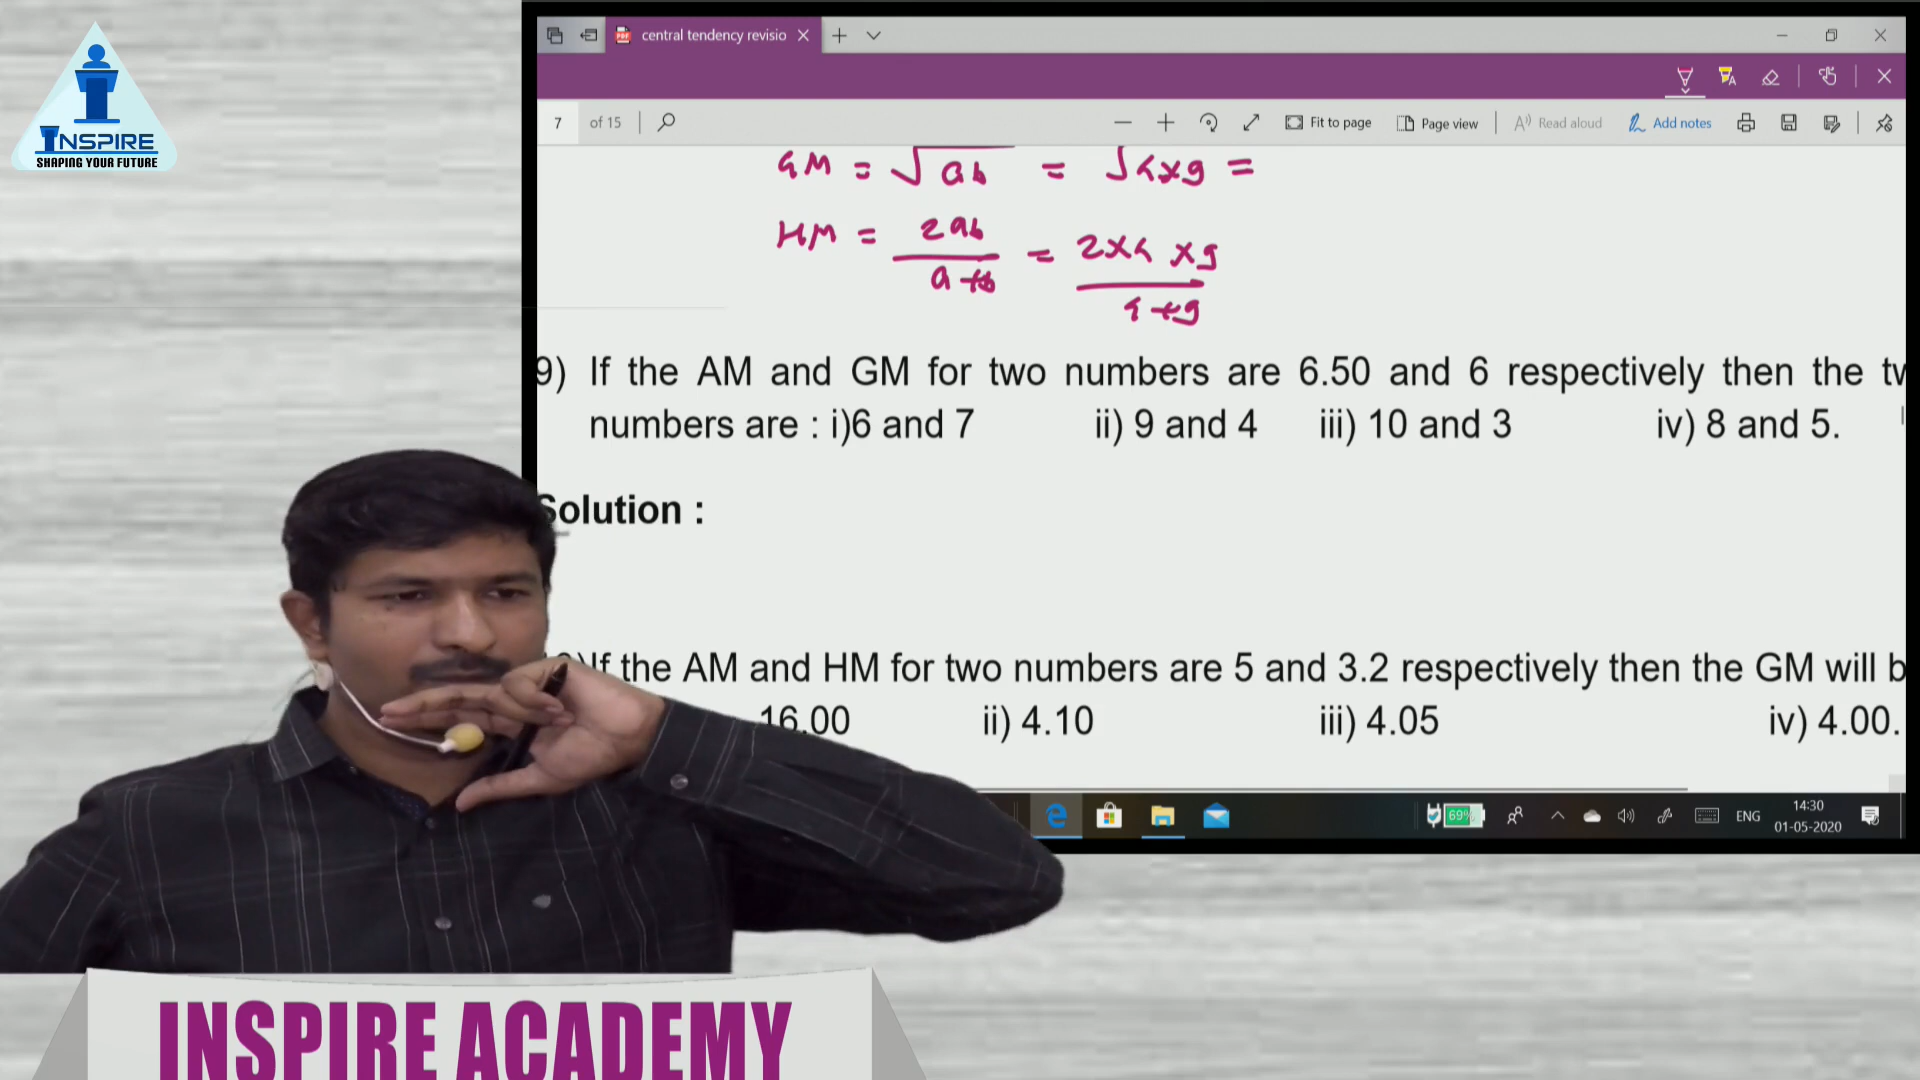 INSPIRE
SHAPING YOUR FUTURE
central tendency revisio
7 of 15
Fit to page
Page view
Read aloud
Add notes
GM = √ab = √4×9 =
HM = 2ab / a+b = 2×4×9 / 4+9
9) If the AM and GM for two numbers are 6.50 and 6 respectively then the tw
numbers are : i)6 and 7 ii) 9 and 4 iii) 10 and 3 iv) 8 and 5.
Solution :
)If the AM and HM for two numbers are 5 and 3.2 respectively then the GM will b
16.00 ii) 4.10 iii) 4.05 iv) 4.00.
69%
ENG
14:30
01-05-2020
INSPIRE ACADEMY